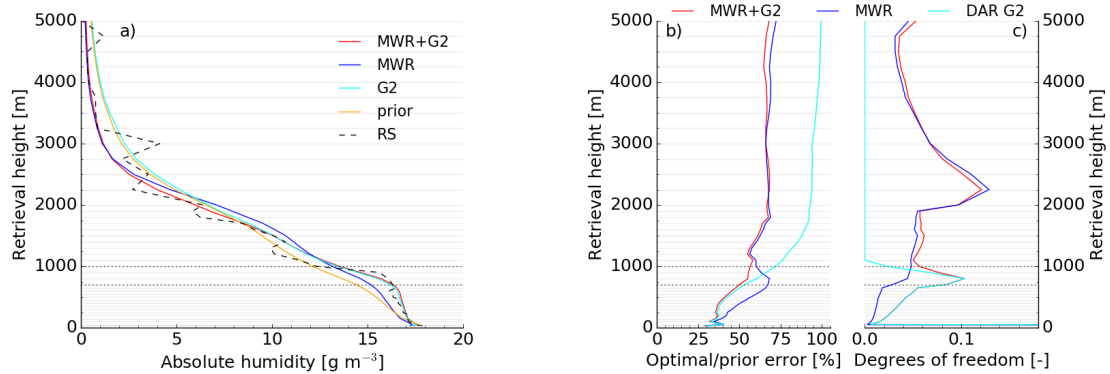 MWR+G2 MWR DAR G2
a)
MWR+G2
MWR
G2
prior
RS
5000
4000
3000
2000
1000
0
Retrieval height [m]
0 5 10 15 20
Absolute humidity [g m⁻³]
b)
5000
4000
3000
2000
1000
0
Retrieval height [m]
0 25 50 75 100
Optimal/prior error [%]
c)
5000
4000
3000
2000
1000
0
Retrieval height [m]
0.0 0.1
Degrees of freedom [-]